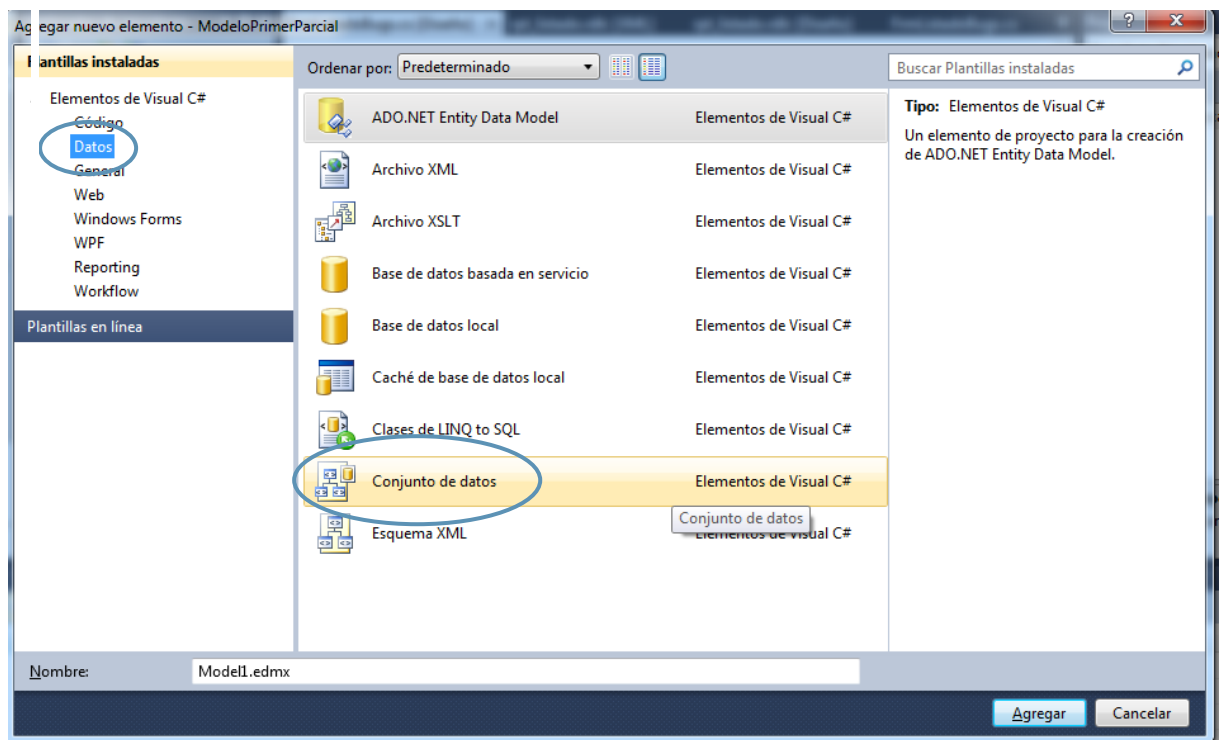 Agregar nuevo elemento - ModeloPrimerParcial
Plantillas instaladas
Elementos de Visual C#
Código
Datos
General
Web
Windows Forms
WPF
Reporting
Workflow
Plantillas en línea
Ordenar por: Predeterminado
ADO.NET Entity Data Model Elementos de Visual C#
Archivo XML Elementos de Visual C#
Archivo XSLT Elementos de Visual C#
Base de datos basada en servicio Elementos de Visual C#
Base de datos local Elementos de Visual C#
Caché de base de datos local Elementos de Visual C#
Clases de LINQ to SQL Elementos de Visual C#
Conjunto de datos Elementos de Visual C#
Conjunto de datos
Esquema XML Elementos de Visual C#
Buscar Plantillas instaladas
Tipo: Elementos de Visual C#
Un elemento de proyecto para la creación
de ADO.NET Entity Data Model.
Nombre: Model1.edmx
Agregar Cancelar